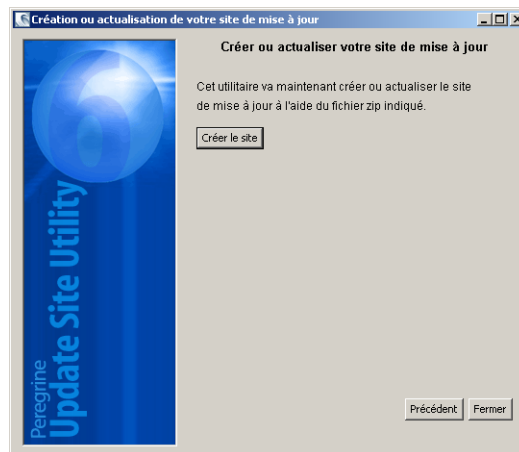 Création ou actualisation de votre site de mise à jour
Créer ou actualiser votre site de mise à jour
Cet utilitaire va maintenant créer ou actualiser le site
de mise à jour à l'aide du fichier zip indiqué.
Créer le site
6
Peregrine
Update Site Utility
Précédent
Fermer